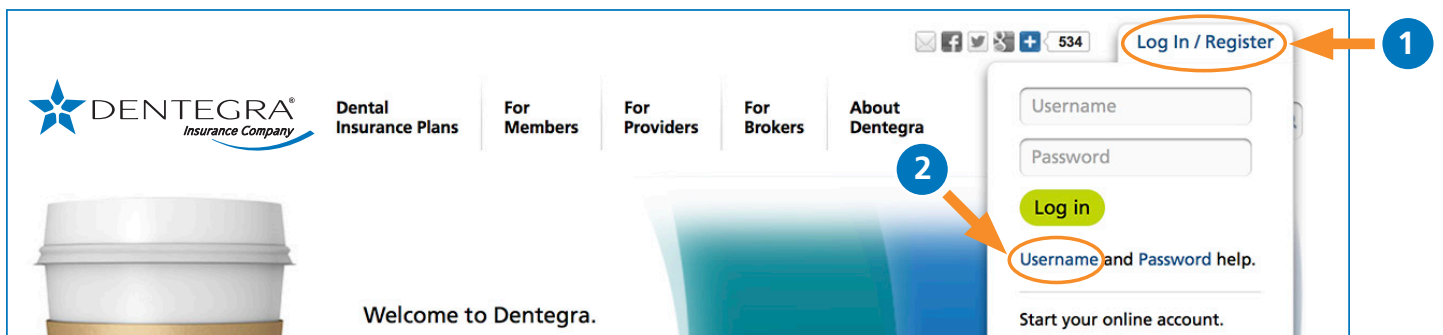 534
Log In / Register
1
DENTEGRA®
Insurance Company
Dental
Insurance Plans
For
Members
For
Providers
For
Brokers
About
Dentegra
Username
Password
2
Log in
Username and Password help.
Welcome to Dentegra.
Start your online account.